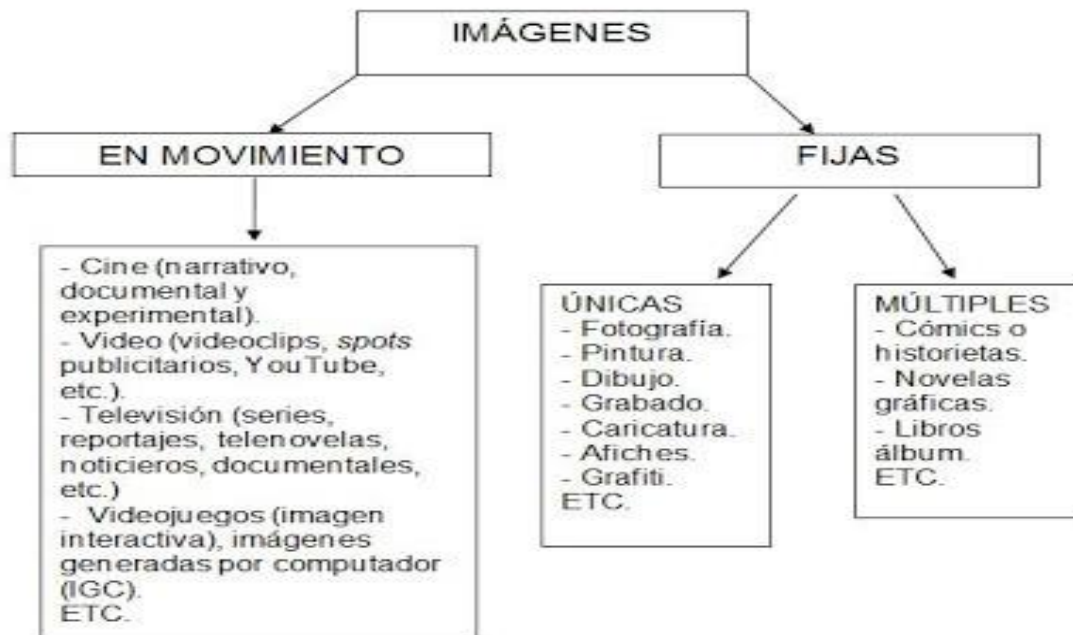 IMÁGENES
EN MOVIMIENTO
FIJAS
- Cine (narrativo,
documental y
experimental).
- Video (videoclips, spots
publicitarios, YouTube,
etc.).
- Televisión (series,
reportajes, telenovelas,
noticieros, documentales,
etc.)
- Videojuegos (imagen
interactiva), imágenes
generadas por computador
(IGC).
ETC.
ÚNICAS
- Fotografía.
- Pintura.
- Dibujo.
- Grabado.
- Caricatura.
- Afiches.
- Grafiti.
ETC.
MÚLTIPLES
- Cómics o
historietas.
- Novelas
gráficas.
- Libros
álbum.
ETC.